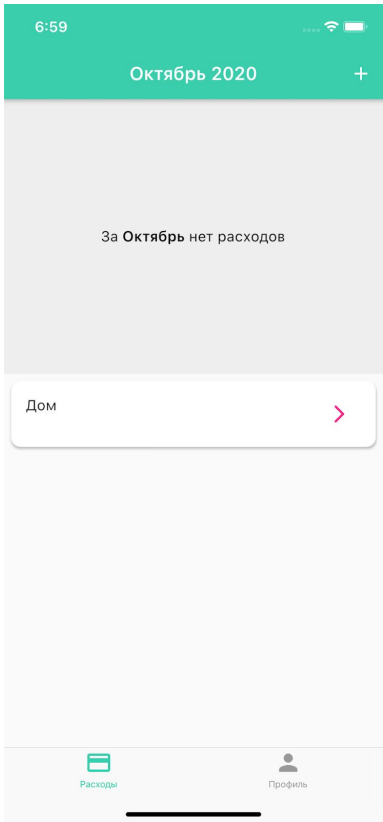 6:59
Октябрь 2020
За Октябрь нет расходов
Дом
Расходы
Профиль